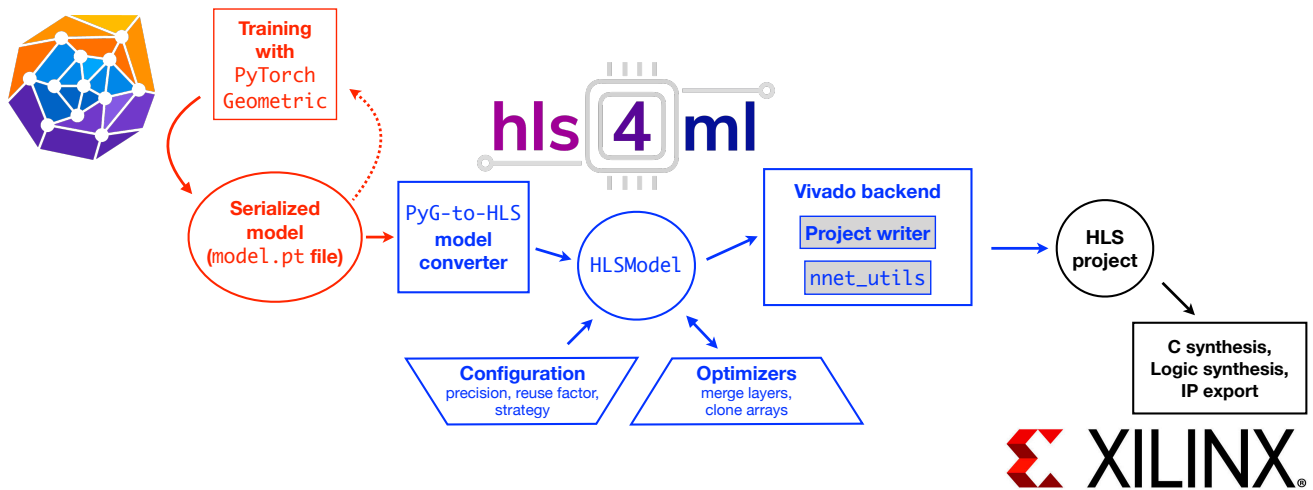 Training
with
PyTorch
Geometric
hls 4 ml
Serialized
model
(model.pt file)
PyG-to-HLS
model
converter
HLSModel
Configuration
precision, reuse factor,
strategy
Optimizers
merge layers,
clone arrays
Vivado backend
Project writer
nnet_utils
HLS
project
C synthesis,
Logic synthesis,
IP export
XILINX®